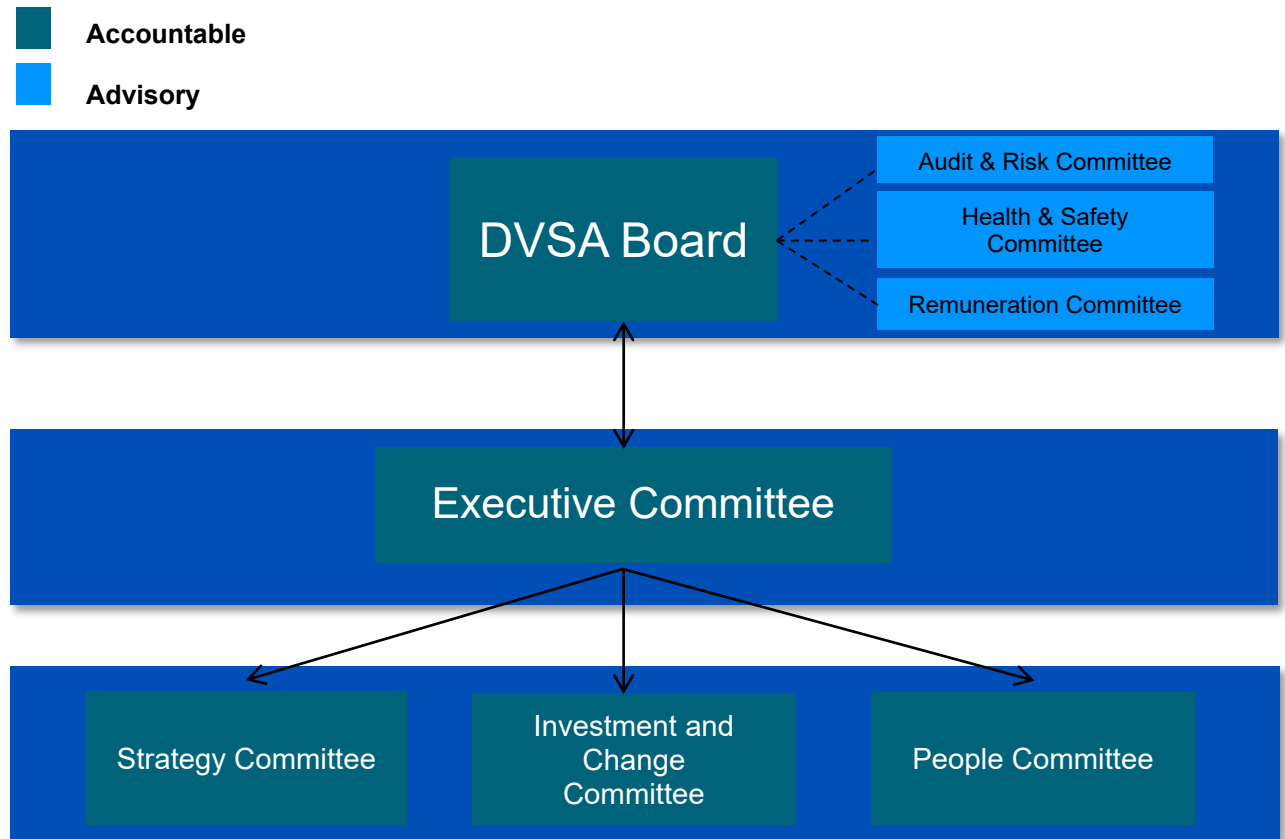 Accountable
Advisory
DVSA Board
Audit & Risk Committee
Health & Safety
Committee
Remuneration Committee
Executive Committee
Strategy Committee
Investment and
Change
Committee
People Committee